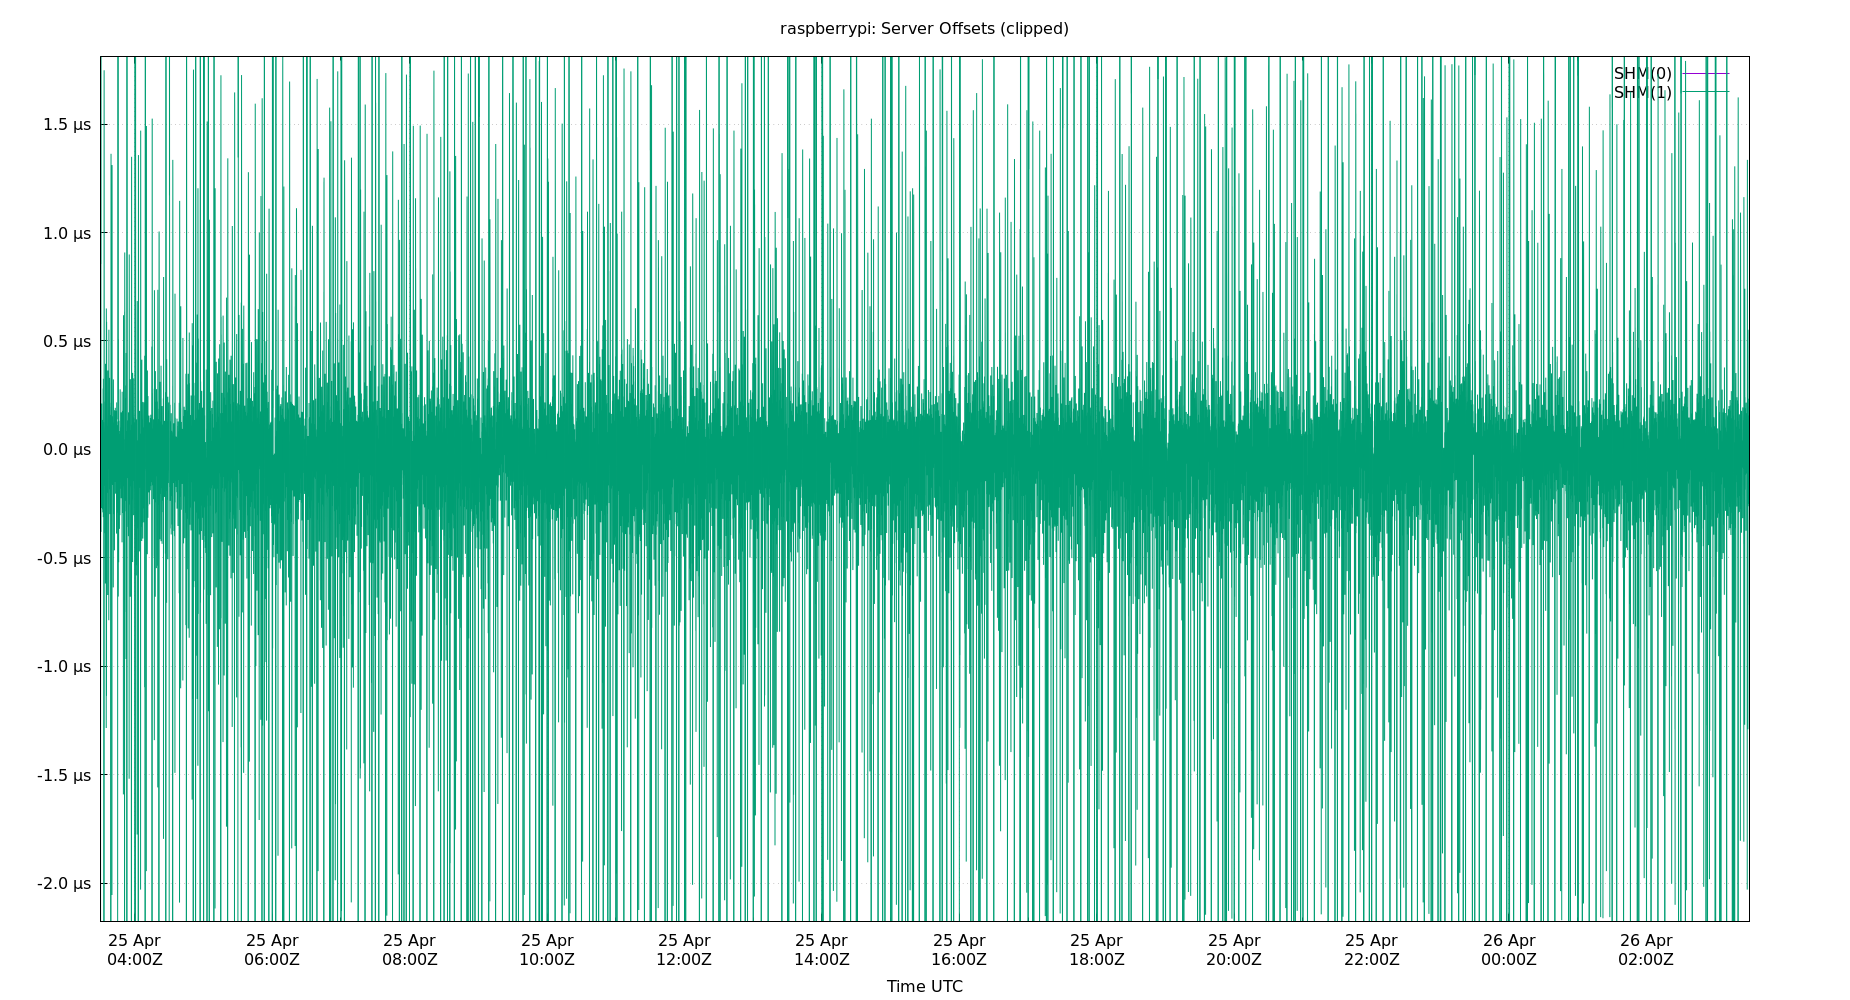 raspberrypi: Server Offsets (clipped)
SHM(0)
SHM(1)
1.5 µs
1.0 µs
0.5 µs
0.0 µs
-0.5 µs
-1.0 µs
-1.5 µs
-2.0 µs
25 Apr 25 Apr 25 Apr 25 Apr 25 Apr 25 Apr 25 Apr 25 Apr 25 Apr 25 Apr 26 Apr 26 Apr
04:00Z 06:00Z 08:00Z 10:00Z 12:00Z 14:00Z 16:00Z 18:00Z 20:00Z 22:00Z 00:00Z 02:00Z
Time UTC